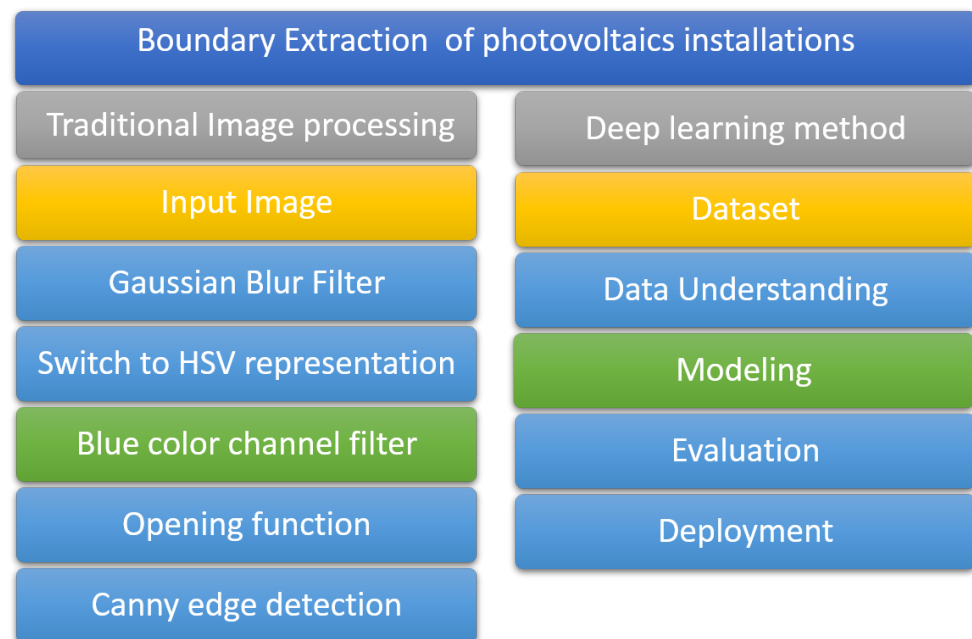 Boundary Extraction of photovoltaics installations
Traditional Image processing
Input Image
Gaussian Blur Filter
Switch to HSV representation
Blue color channel filter
Opening function
Canny edge detection
Deep learning method
Dataset
Data Understanding
Modeling
Evaluation
Deployment